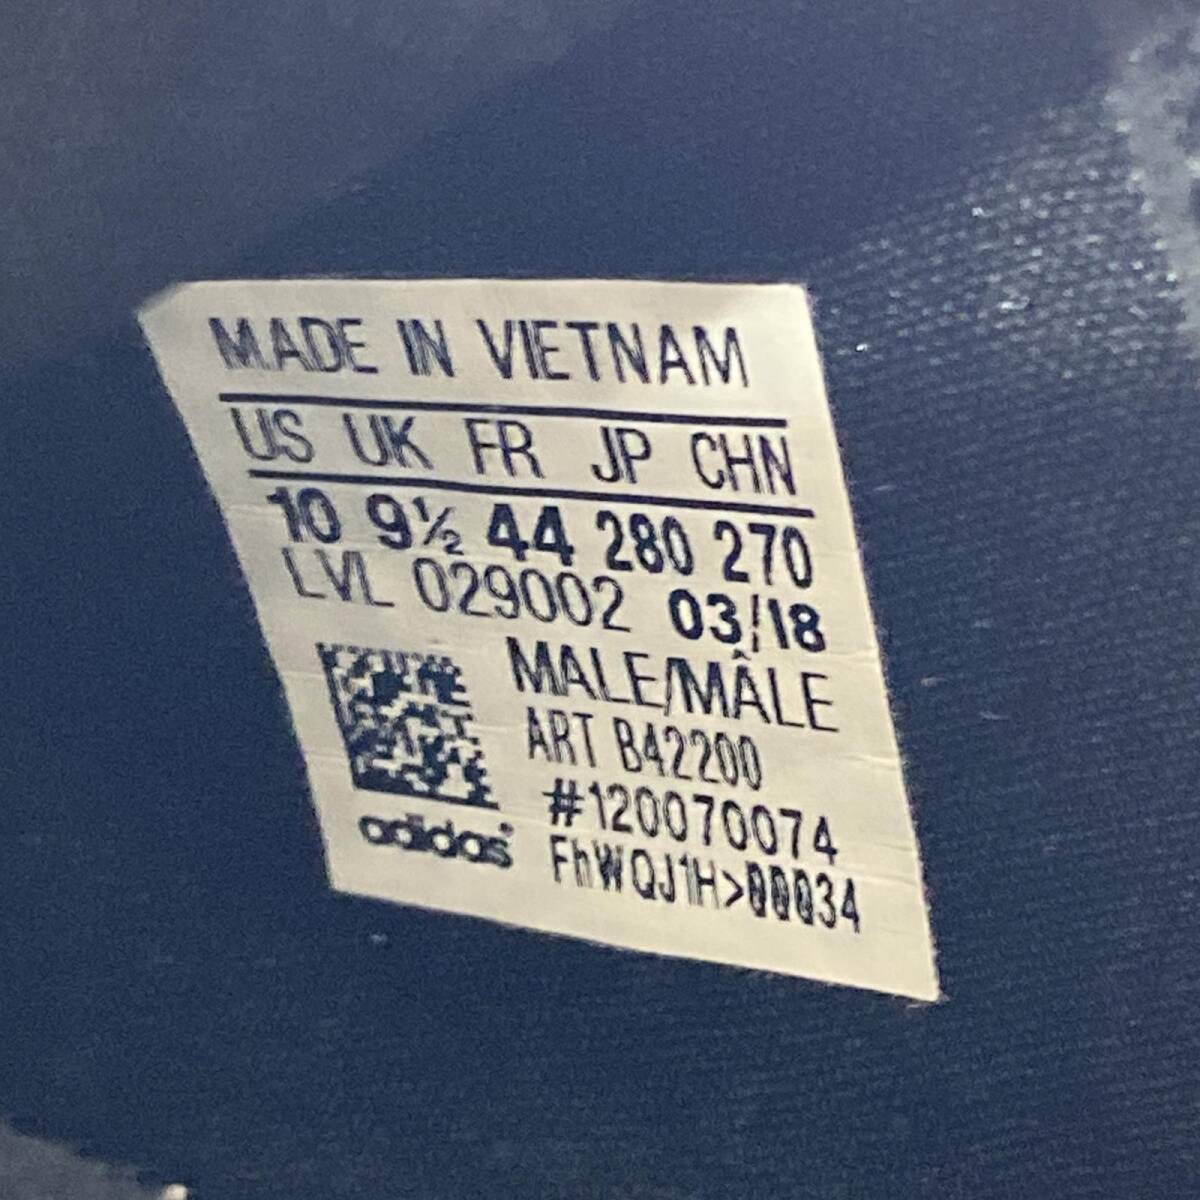 MADE IN VIETNAM
US UK FR JP CHN
10 9½ 44 280 270
LVL 029002 03/18
MALE/MÂLE
ART B42200
#120070074
adidas
FhWQJ1H>00034